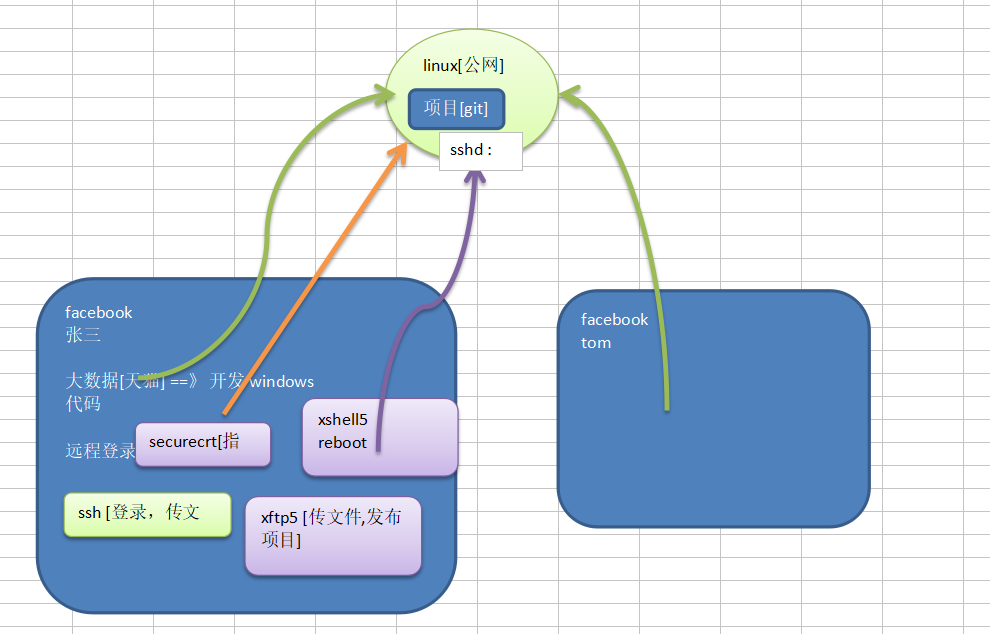 linux[公网]
项目[git]
sshd :
facebook
张三
大数据[天猫] ==》 开发 windows
代码
远程登录
securecrt[指
xshell5
reboot
ssh [登录，传文
xftp5 [传文件,发布
项目]
facebook
tom